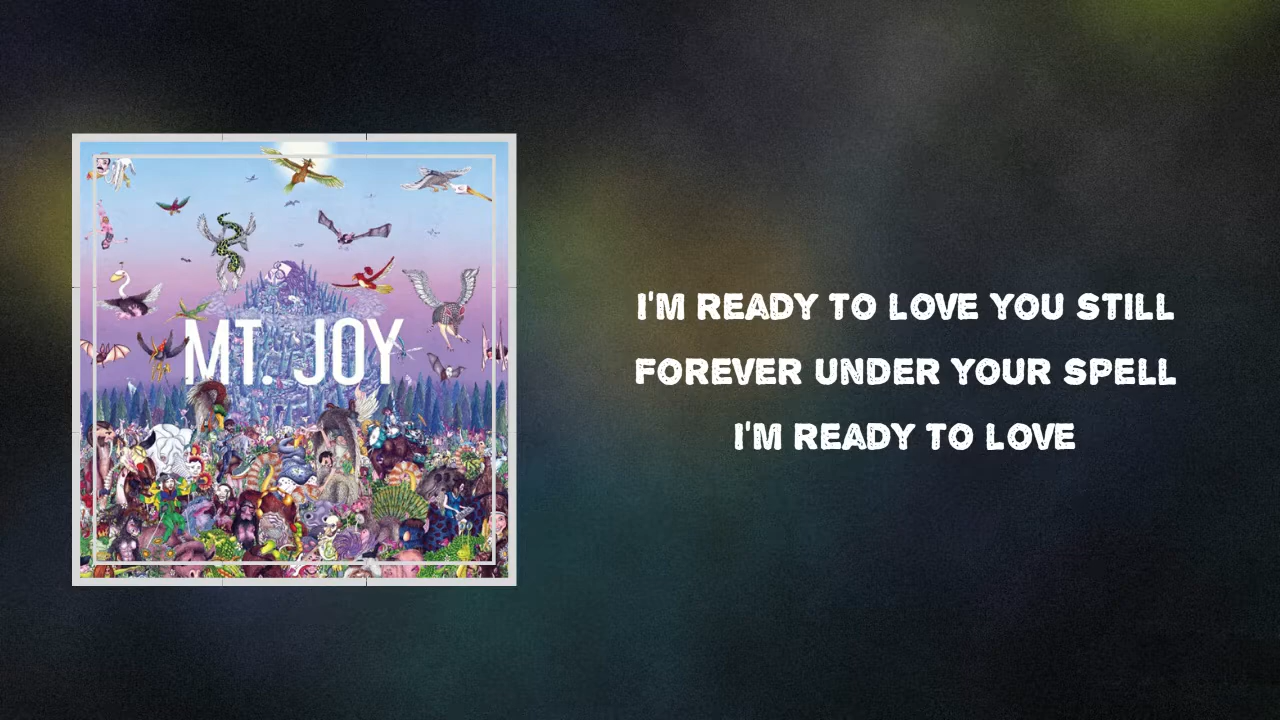 MT. JOY
I'M READY TO LOVE YOU STILL
FOREVER UNDER YOUR SPELL
I'M READY TO LOVE